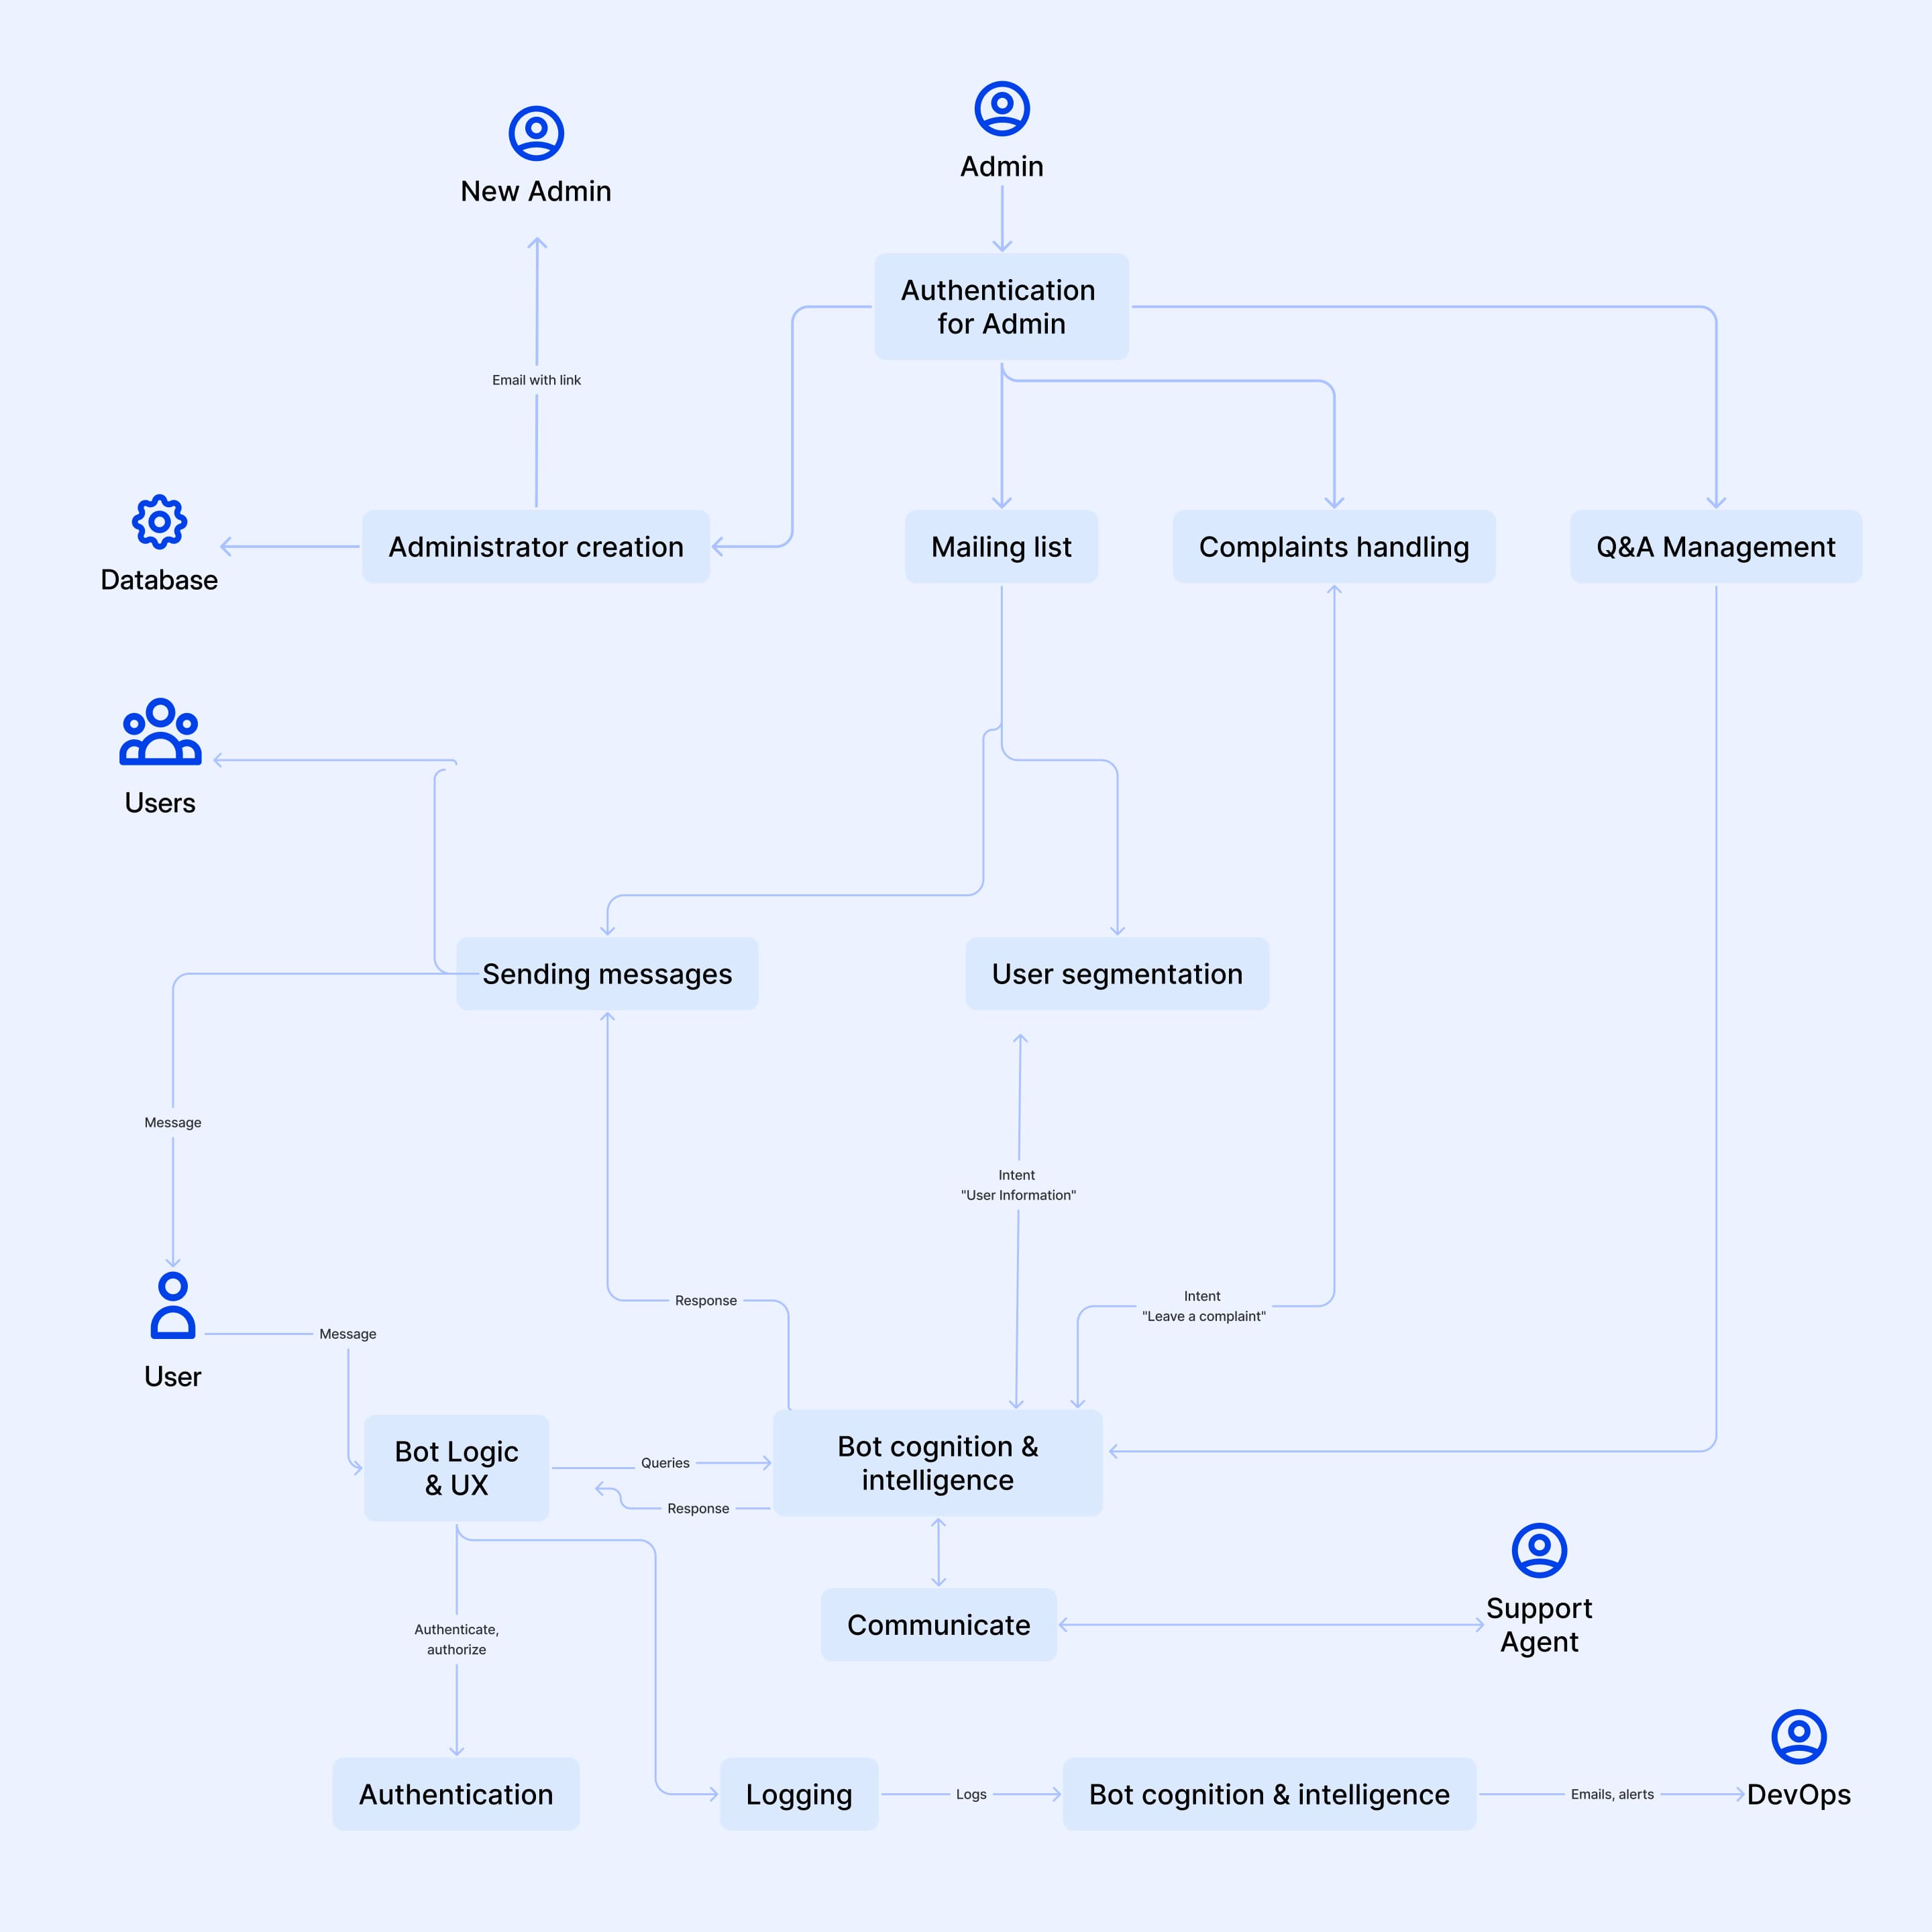 New Admin
Admin
Authentication
for Admin
Email with link
Database
Administrator creation
Mailing list
Complaints handling
Q&A Management
Users
Sending messages
User segmentation
Message
Intent
"User Information"
Response
Intent
"Leave a complaint"
User
Message
Bot Logic
& UX
Queries
Response
Bot cognition &
intelligence
Communicate
Support
Agent
Authenticate,
authorize
Authentication
Logging
Logs
Bot cognition & intelligence
Emails, alerts
DevOps